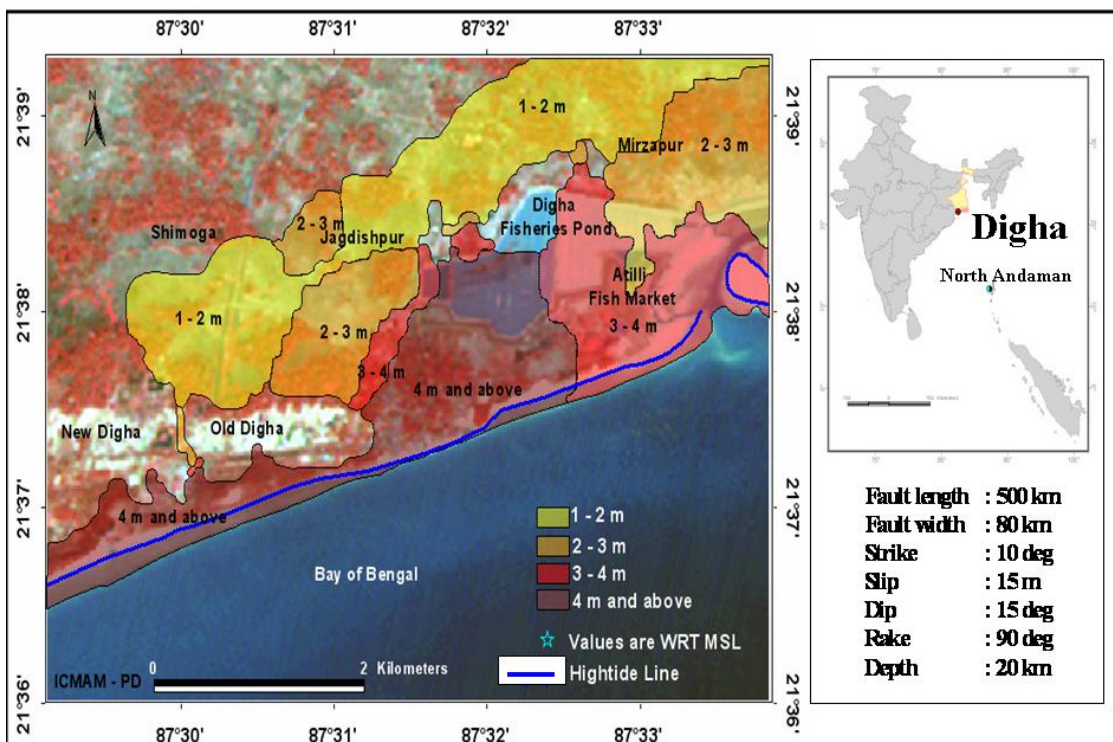 87°30' 87°31' 87°32' 87°33'
21°39' 21°39'
N
1 - 2 m
Mirzapur 2 - 3 m
2 - 3 m
Shimoga
Jagdishpur
Digha
Fisheries Pond
Atilli
Fish Market
21°38' 21°38'
1 - 2 m
2 - 3 m
3 - 4 m
3 - 4 m
4 m and above
New Digha
Old Digha
4 m and above
21°37' 21°37'
Bay of Bengal
1 - 2 m
2 - 3 m
3 - 4 m
4 m and above
Values are WRT MSL
Hightide Line
0 2 Kilometers
ICMAM - PD
21°36' 21°36'
87°30' 87°31' 87°32' 87°33'
Digha
North Andaman
Fault length : 500 km
Fault width : 80 km
Strike : 10 deg
Slip : 15 m
Dip : 15 deg
Rake : 90 deg
Depth : 20 km